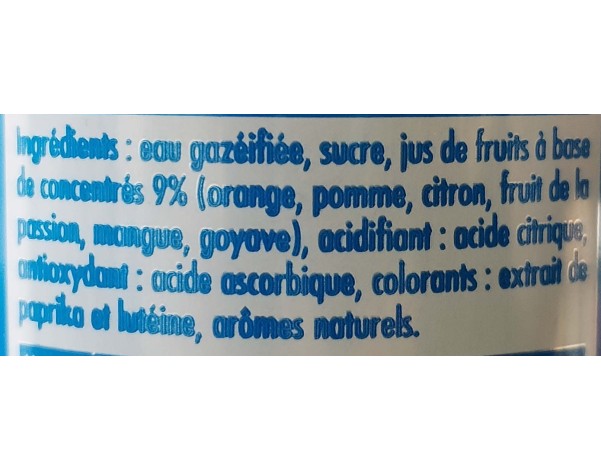 Ingrédients : eau gazéifiée, sucre, jus de fruits à base
de concentrés 9% (orange, pomme, citron, fruit de la
passion, mangue, goyave), acidifiant : acide citrique,
antioxydant : acide ascorbique, colorants : extrait de
paprika et lutéine, arômes naturels.